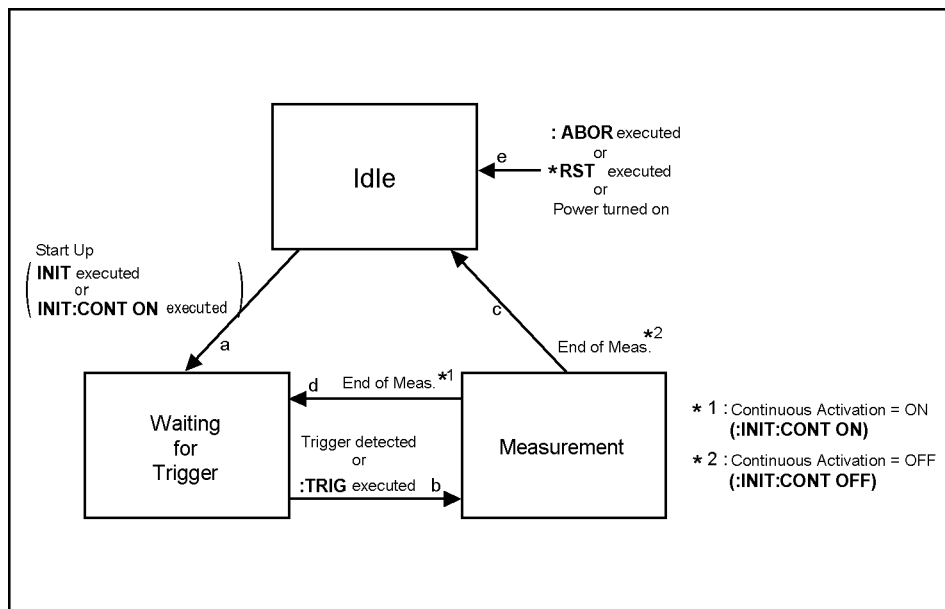 Idle
e
: ABOR executed
or
*RST executed
or
Power turned on
Start Up
INIT executed
or
INIT:CONT ON executed
a
c
End of Meas.*2
d
End of Meas.*1
Waiting
for
Trigger
Trigger detected
or
:TRIG executed
b
Measurement
* 1 : Continuous Activation = ON
(:INIT:CONT ON)
* 2 : Continuous Activation = OFF
(:INIT:CONT OFF)